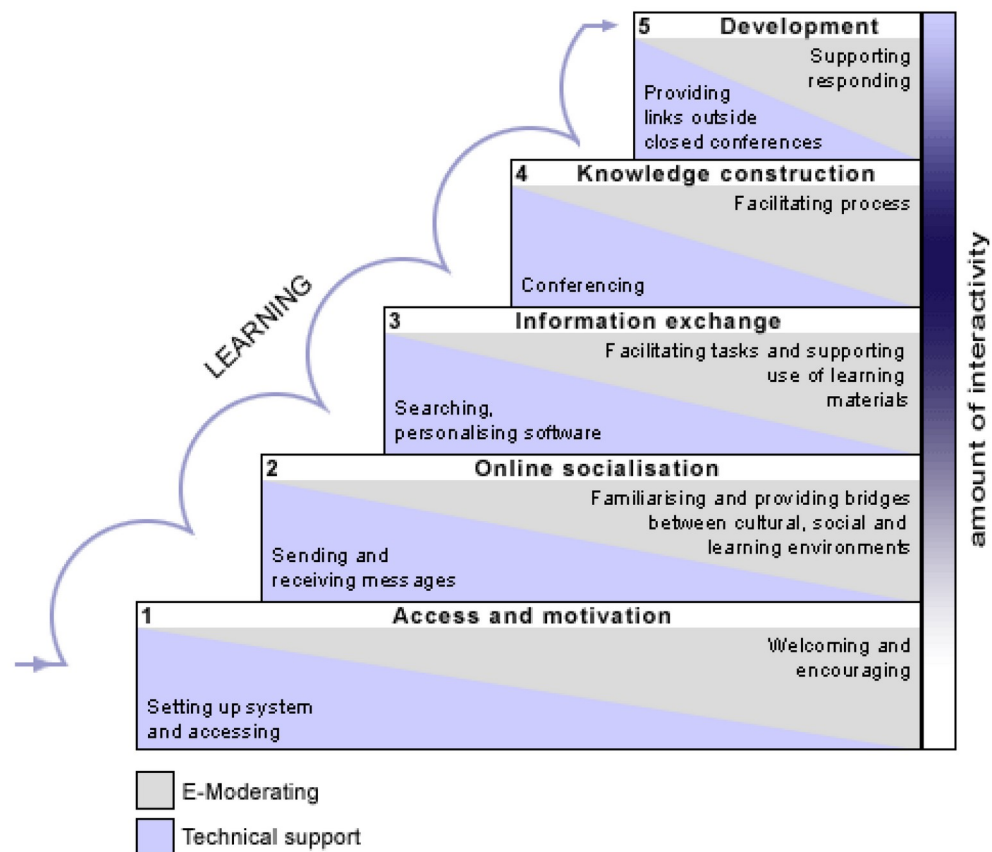 5 Development
Supporting
responding
Providing
links outside
closed conferences
4 Knowledge construction
Facilitating process
Conferencing
3 Information exchange
Facilitating tasks and supporting
use of learning
materials
Searching,
personalising software
2 Online socialisation
Familiarising and providing bridges
between cultural, social and
learning environments
Sending and
receiving messages
1 Access and motivation
Welcoming and
encouraging
Setting up system
and accessing
LEARNING
amount of interactivity
E-Moderating
Technical support